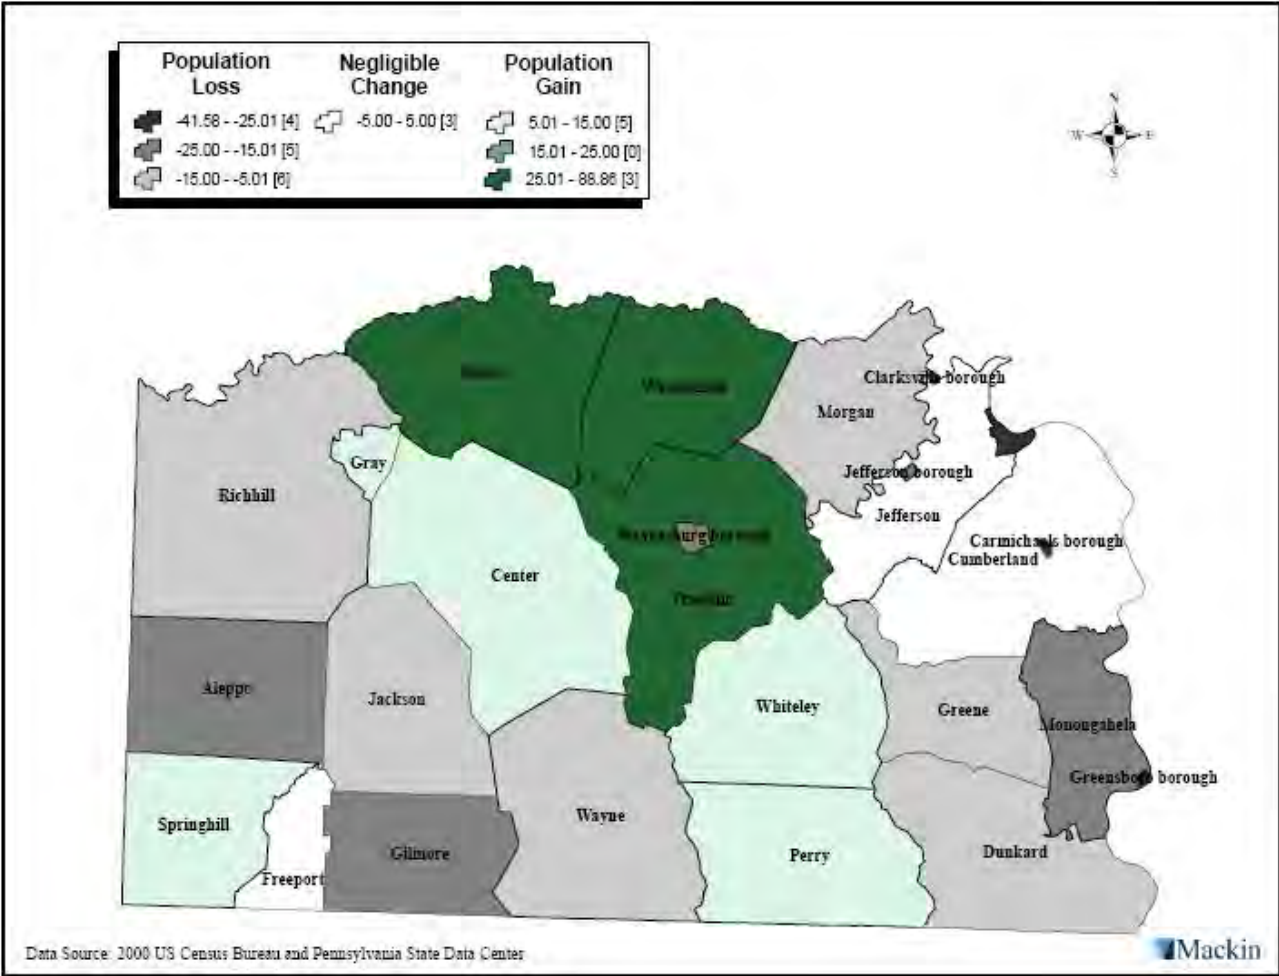 Population Loss
Negligible Change
Population Gain
-41.58 - -25.01 [4]
-5.00 - 5.00 [3]
5.01 - 15.00 [5]
-25.00 - -15.01 [5]
15.01 - 25.00 [0]
-15.00 - -5.01 [6]
25.01 - 88.86 [3]
N
W
E
S
Clarksville borough
Morgan
Gray
Jefferson borough
Richhill
Jefferson
Carmichaels borough
Cumberland
Center
Aleppo
Jackson
Whiteley
Greene
Monongahela
Greensboro borough
Springhill
Wayne
Gilmore
Perry
Dunkard
Freeport
Data Source: 2000 US Census Bureau and Pennsylvania State Data Center
Mackin